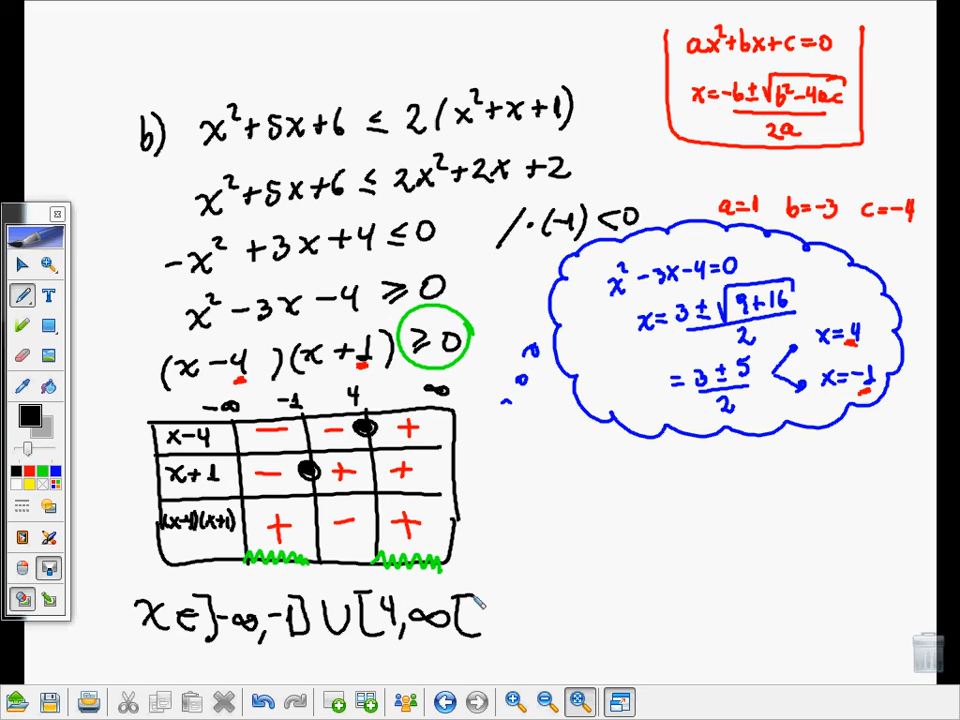 ax²+bx+c=0
x = (-b±√(b²-4ac))/2a
b) x²+5x+6 ≤ 2(x²+x+1)
x²+5x+6 ≤ 2x²+2x+2
-x²+3x+4 ≤ 0 /·(-1)<0
x²-3x-4 ≥ 0
(x-4)(x+1) ≥ 0
a=1 b=-3 c=-4
x²-3x-4=0
x = (3±√(9+16))/2
= (3±5)/2
x=4
x=-1
-∞ -1 4 ∞
x-4 - - +
x+1 - + +
(x-4)(x+1) + - +
x∈]-∞,-1]∪[4,∞[
T